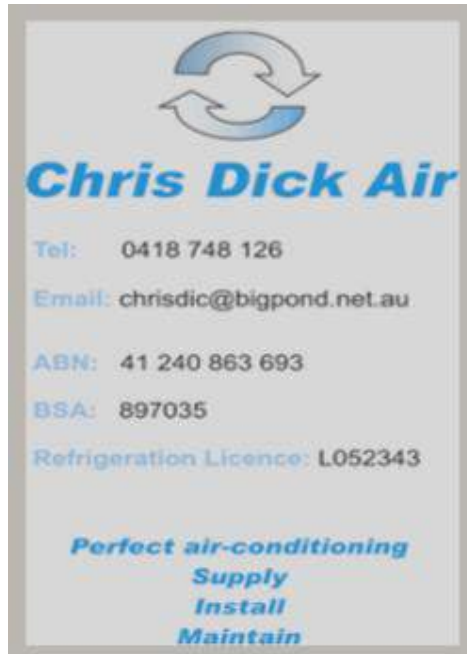 Chris Dick Air
Tel: 0418 748 126
Email: chrisdic@bigpond.net.au
ABN: 41 240 863 693
BSA: 897035
Refrigeration Licence: L052343
Perfect air-conditioning
Supply
Install
Maintain